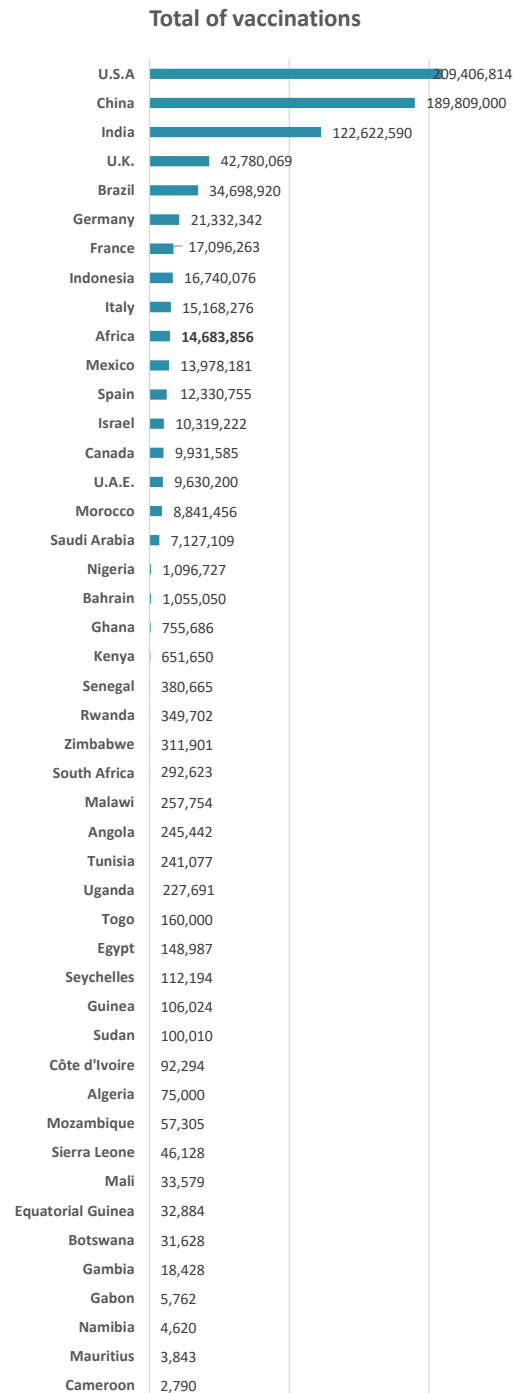 Total of vaccinations
U.S.A 209,406,814
China 189,809,000
India 122,622,590
U.K. 42,780,069
Brazil 34,698,920
Germany 21,332,342
France 17,096,263
Indonesia 16,740,076
Italy 15,168,276
Africa 14,683,856
Mexico 13,978,181
Spain 12,330,755
Israel 10,319,222
Canada 9,931,585
U.A.E. 9,630,200
Morocco 8,841,456
Saudi Arabia 7,127,109
Nigeria 1,096,727
Bahrain 1,055,050
Ghana 755,686
Kenya 651,650
Senegal 380,665
Rwanda 349,702
Zimbabwe 311,901
South Africa 292,623
Malawi 257,754
Angola 245,442
Tunisia 241,077
Uganda 227,691
Togo 160,000
Egypt 148,987
Seychelles 112,194
Guinea 106,024
Sudan 100,010
Côte d'Ivoire 92,294
Algeria 75,000
Mozambique 57,305
Sierra Leone 46,128
Mali 33,579
Equatorial Guinea 32,884
Botswana 31,628
Gambia 18,428
Gabon 5,762
Namibia 4,620
Mauritius 3,843
Cameroon 2,790